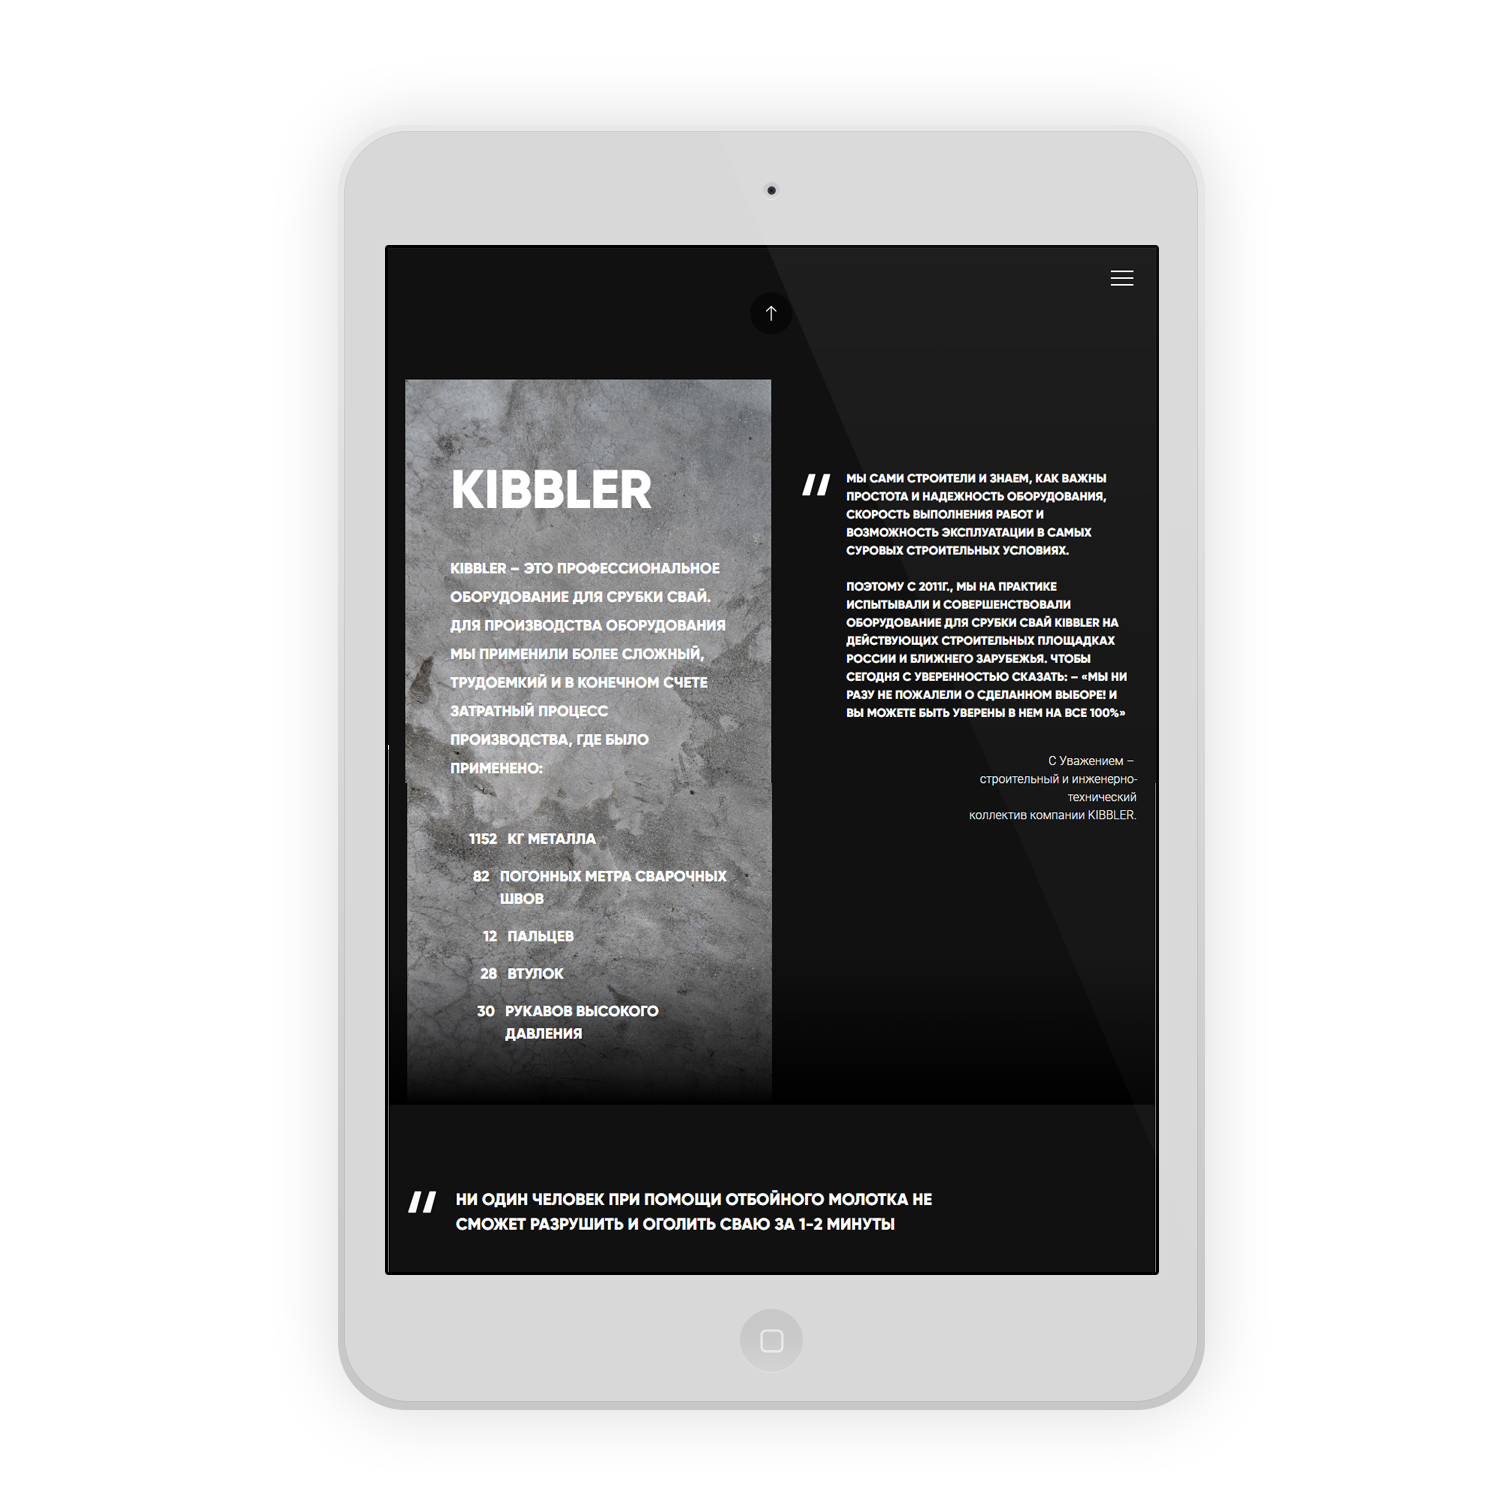 KIBBLER
KIBBLER – ЭТО ПРОФЕССИОНАЛЬНОЕ
ОБОРУДОВАНИЕ ДЛЯ СРУБКИ СВАЙ.
ДЛЯ ПРОИЗВОДСТВА ОБОРУДОВАНИЯ
МЫ ПРИМЕНИЛИ БОЛЕЕ СЛОЖНЫЙ,
ТРУДОЕМКИЙ И В КОНЕЧНОМ СЧЕТЕ
ЗАТРАТНЫЙ ПРОЦЕСС
ПРОИЗВОДСТВА, ГДЕ БЫЛО
ПРИМЕНЕНО:
1152 КГ МЕТАЛЛА
82 ПОГОННЫХ МЕТРА СВАРОЧНЫХ
ШВОВ
12 ПАЛЬЦЕВ
28 ВТУЛОК
30 РУКАВОВ ВЫСОКОГО
ДАВЛЕНИЯ
МЫ САМИ СТРОИТЕЛИ И ЗНАЕМ, КАК ВАЖНЫ
ПРОСТОТА И НАДЕЖНОСТЬ ОБОРУДОВАНИЯ,
СКОРОСТЬ ВЫПОЛНЕНИЯ РАБОТ И
ВОЗМОЖНОСТЬ ЭКСПЛУАТАЦИИ В САМЫХ
СУРОВЫХ СТРОИТЕЛЬНЫХ УСЛОВИЯХ.
ПОЭТОМУ С 2011Г., МЫ НА ПРАКТИКЕ
ИСПЫТЫВАЛИ И СОВЕРШЕНСТВОВАЛИ
ОБОРУДОВАНИЕ ДЛЯ СРУБКИ СВАЙ KIBBLER НА
ДЕЙСТВУЮЩИХ СТРОИТЕЛЬНЫХ ПЛОЩАДКАХ
РОССИИ И БЛИЖНЕГО ЗАРУБЕЖЬЯ. ЧТОБЫ
СЕГОДНЯ С УВЕРЕННОСТЬЮ СКАЗАТЬ: – «МЫ НИ
РАЗУ НЕ ПОЖАЛЕЛИ О СДЕЛАННОМ ВЫБОРЕ! И
ВЫ МОЖЕТЕ БЫТЬ УВЕРЕНЫ В НЕМ НА ВСЕ 100%»
С Уважением –
строительный и инженерно-
технический
коллектив компании KIBBLER.
НИ ОДИН ЧЕЛОВЕК ПРИ ПОМОЩИ ОТБОЙНОГО МОЛОТКА НЕ
СМОЖЕТ РАЗРУШИТЬ И ОГОЛИТЬ СВАЮ ЗА 1-2 МИНУТЫ